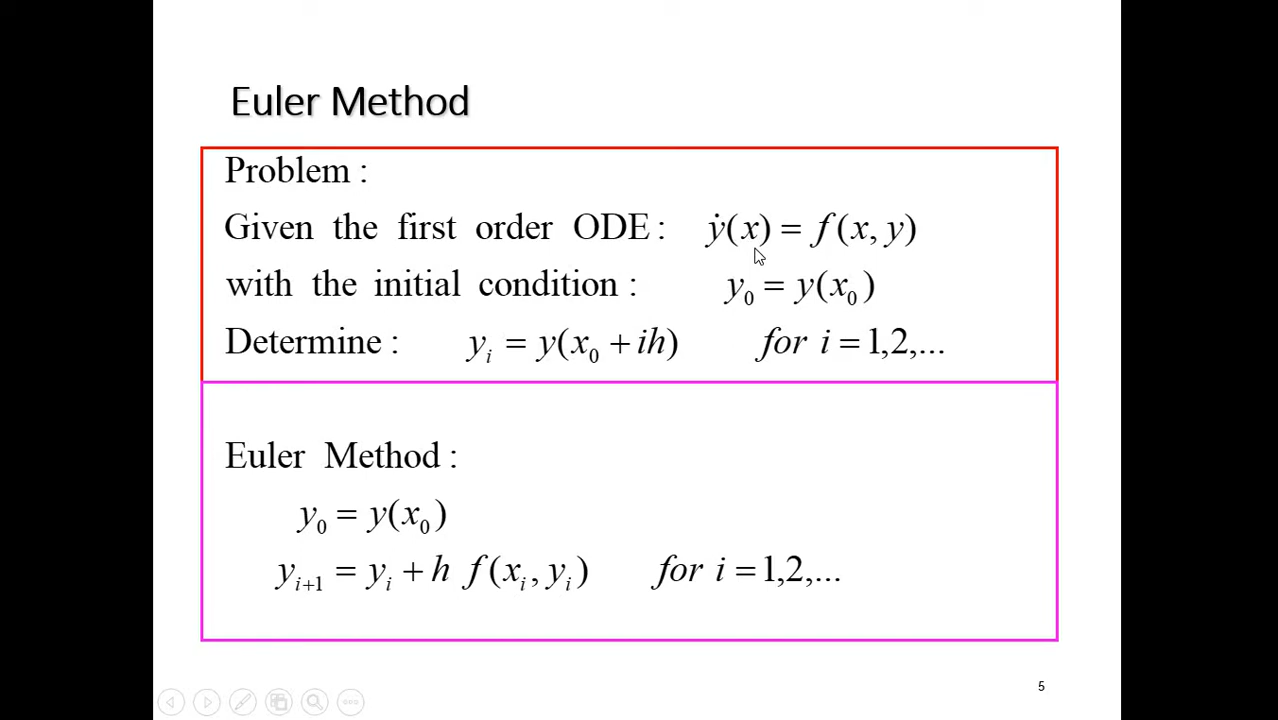 Euler Method
Problem :
Given the first order ODE : ẏ(x) = f(x, y)
with the initial condition : y₀ = y(x₀)
Determine : yᵢ = y(x₀ + ih) for i = 1,2,...
Euler Method :
y₀ = y(x₀)
yᵢ₊₁ = yᵢ + h f(xᵢ, yᵢ) for i = 1,2,...
5